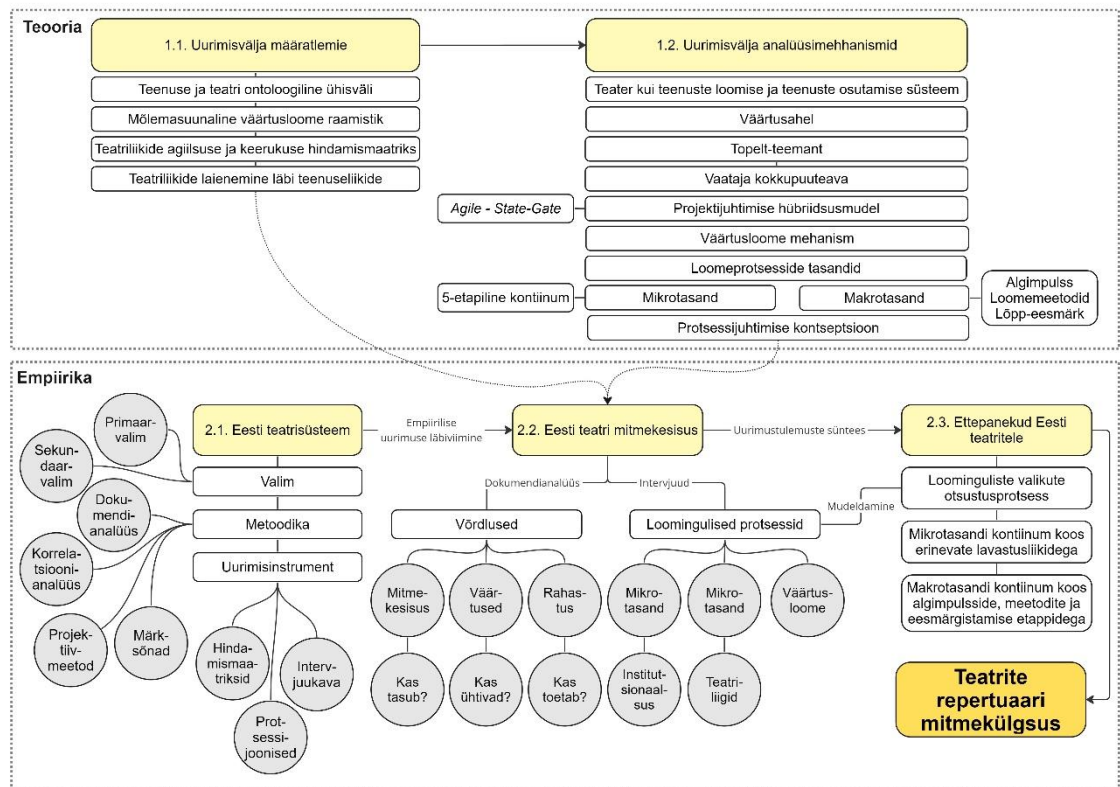 Teooria
1.1. Uurimisvälja määratlemie
Teenuse ja teatri ontoloogiline ühisväli
Mõlemasuunaline väärtusloome raamistik
Teatriliikide agiilsuse ja keerukuse hindamismaatriks
Teatriliikide laienemine läbi teenuseliikide
1.2. Uurimisvälja analüüsimehhanismid
Teater kui teenuste loomise ja teenuste osutamise süsteem
Väärtusahel
Topelt-teemant
Vaataja kokkupuuteava
Agile - State-Gate
Projektijuhtimise hübriidsusmudel
Väärtusloome mehanism
Loomeprotsesside tasandid
5-etapiline kontiinum
Mikrotasand
Makrotasand
Algimpulss
Loomemeetodid
Lõpp-eesmärk
Protsessijuhtimise kontseptsioon
Empiirika
Primaar-
valim
Sekun-
daar-
valim
Doku-
mendi-
analüüs
Korrela-
tsiooni-
analüüs
Projek-
tiiv-
meetod
Märk-
sõnad
2.1. Eesti teatrisüsteem
Valim
Metoodika
Uurimisinstrument
Hinda-
mismaa-
triksid
Prot-
sessi-
joonised
Interv-
juukava
Empiirilise
uurimuse läbiviimine
2.2. Eesti teatri mitmekesisus
Dokumendianalüüs
Intervjuud
Võrdlused
Loomingulised protsessid
Mitme-
kesisus
Väär-
tused
Rahas-
tus
Mikro-
tasand
Mikro-
tasand
Väärtus-
loome
Kas
tasub?
Kas
ühtivad?
Kas
toetab?
Institut-
sionaal-
sus
Teatri-
liigid
Uurimustulemuste süntees
Mudeldamine
2.3. Ettepanekud Eesti
teatritele
Loominguliste valikute
otsustusprotsess
Mikrotasandi kontiinum koos
erinevate lavastusliikidega
Makrotasandi kontiinum koos
algimpulsside, meetodite ja
eesmärgistamise etappidega
Teatrite
repertuaari
mitmekülgsus